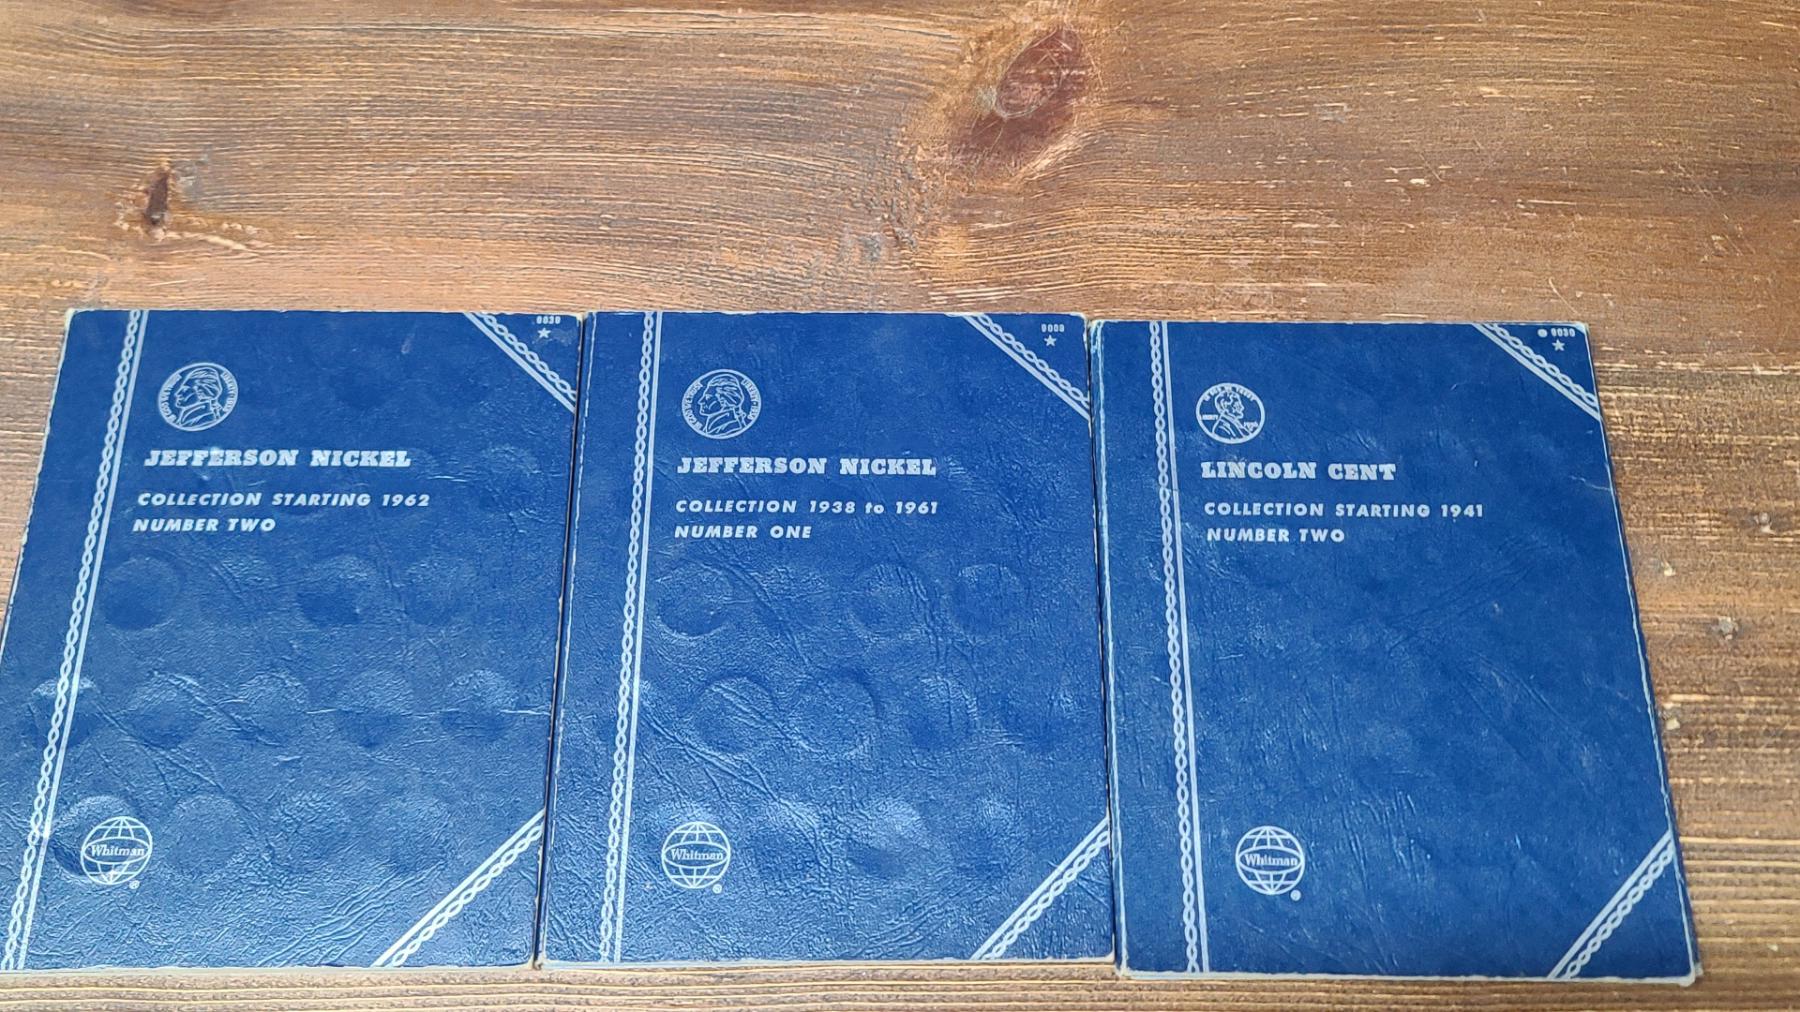 JEFFERSON NICKEL
COLLECTION STARTING 1962
NUMBER TWO
Whitman
®
JEFFERSON NICKEL
COLLECTION 1938 to 1961
NUMBER ONE
Whitman
®
9030
LINCOLN CENT
COLLECTION STARTING 1941
NUMBER TWO
Whitman
®